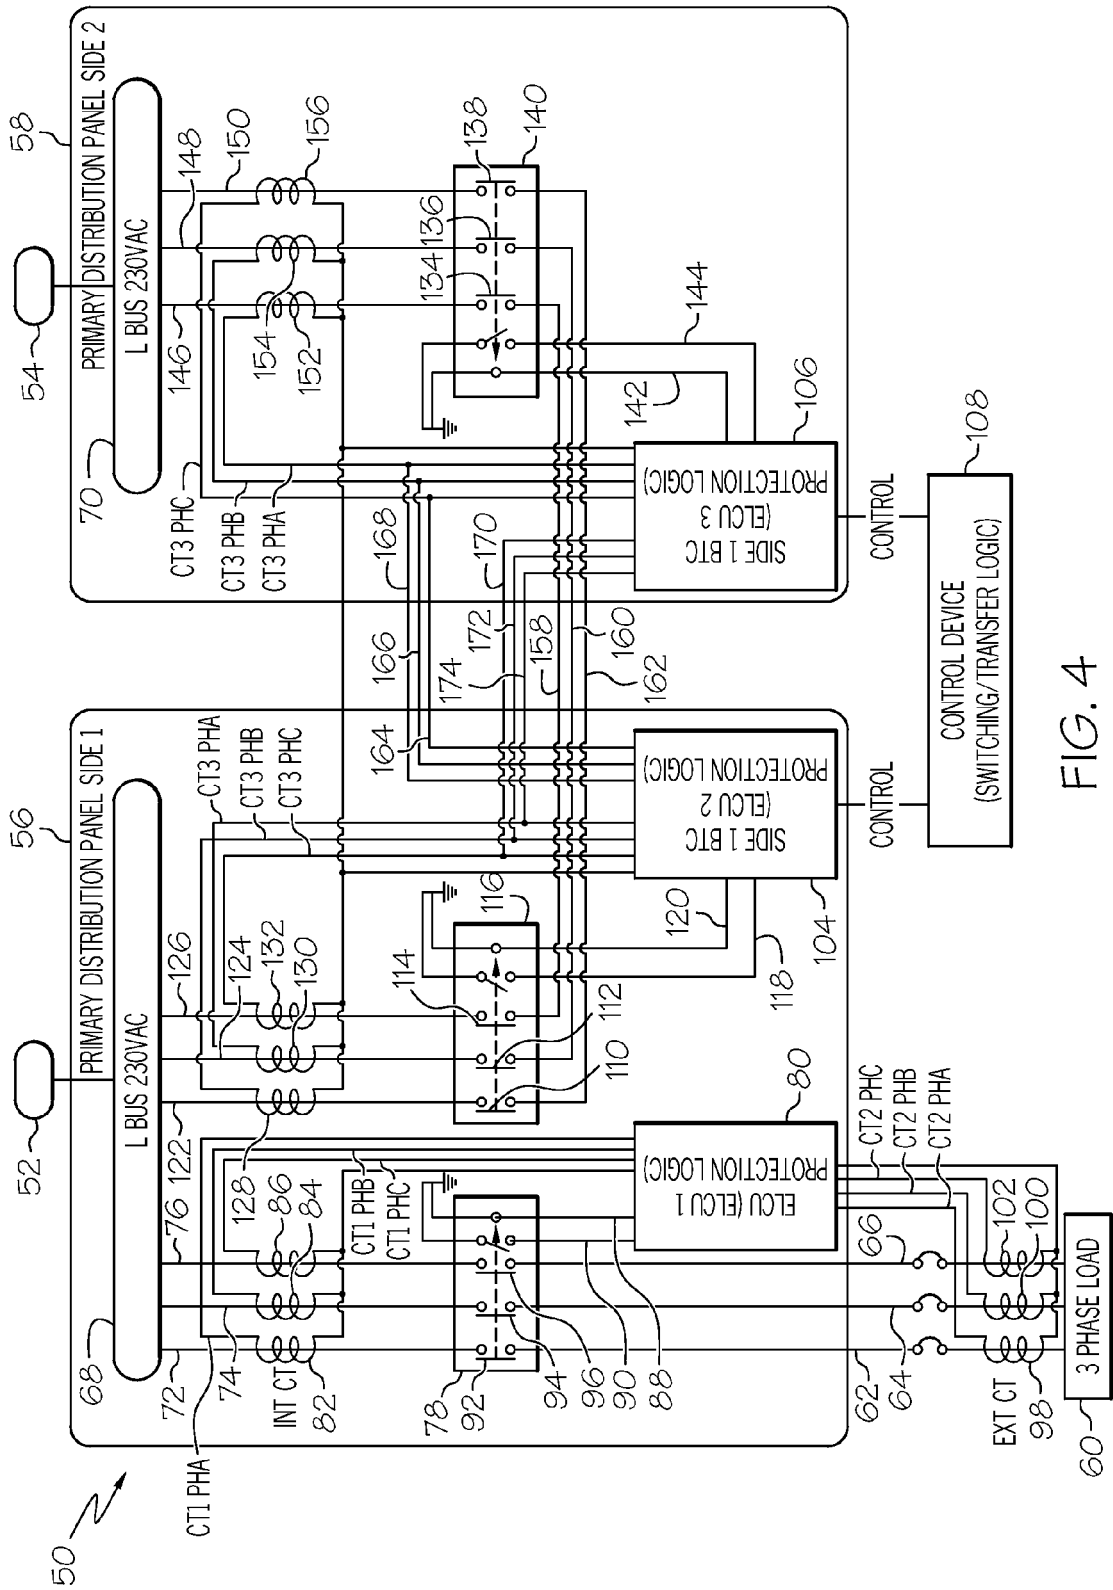 50
52
56
PRIMARY DISTRIBUTION PANEL SIDE 1
L BUS 230VAC
68
72
74
76
122
124
126
CT1 PHA
INT CT
82
84
86
128
130
132
CT3 PHA
CT3 PHB
CT3 PHC
CT1 PHB
CT1 PHC
78
92
94
96
90
88
110
112
114
116
118
120
ELCU (ELCU 1
PROTECTION LOGIC)
80
SIDE 1 BTC
(ELCU 2
PROTECTION LOGIC)
104
62
64
66
CT2 PHC
CT2 PHB
CT2 PHA
EXT CT
98
100
102
3 PHASE LOAD
60
54
58
PRIMARY DISTRIBUTION PANEL SIDE 2
L BUS 230VAC
70
146
148
150
CT3 PHC
CT3 PHB
CT3 PHA
152
154
156
134
136
138
140
142
144
164
166
168
170
172
174
158
160
162
SIDE 1 BTC
(ELCU 3
PROTECTION LOGIC)
106
CONTROL
CONTROL
CONTROL DEVICE
(SWITCHING/TRANSFER LOGIC)
108
FIG. 4